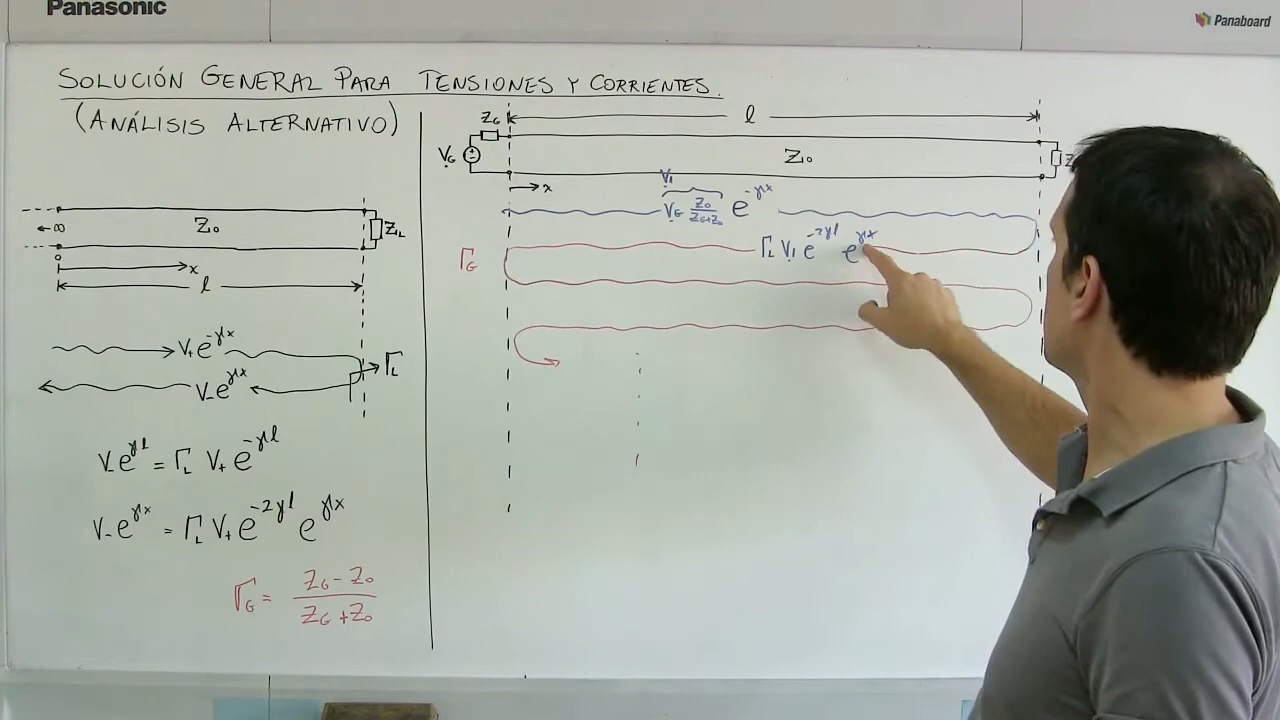 Panasonic
Panaboard
SOLUCIÓN GENERAL PARA TENSIONES Y CORRIENTES.
(ANÁLISIS ALTERNATIVO)
← ∞
Z₀
Z_L
0
x
l
V₊e^{-γx}
V₋e^{γx}
Γ_L
V₋e^{γl} = Γ_L V₊e^{-γl}
V₋e^{γx} = Γ_L V₊e^{-2γl} e^{γx}
Γ_G = (Z_G - Z₀)/(Z_G + Z₀)
Z_G
l
V_G
Z₀
x
V₁
V_G Z₀/(Z_G+Z₀) e^{-γx}
Γ_G
Γ_L V₁ e^{-2γl} e^{γx}